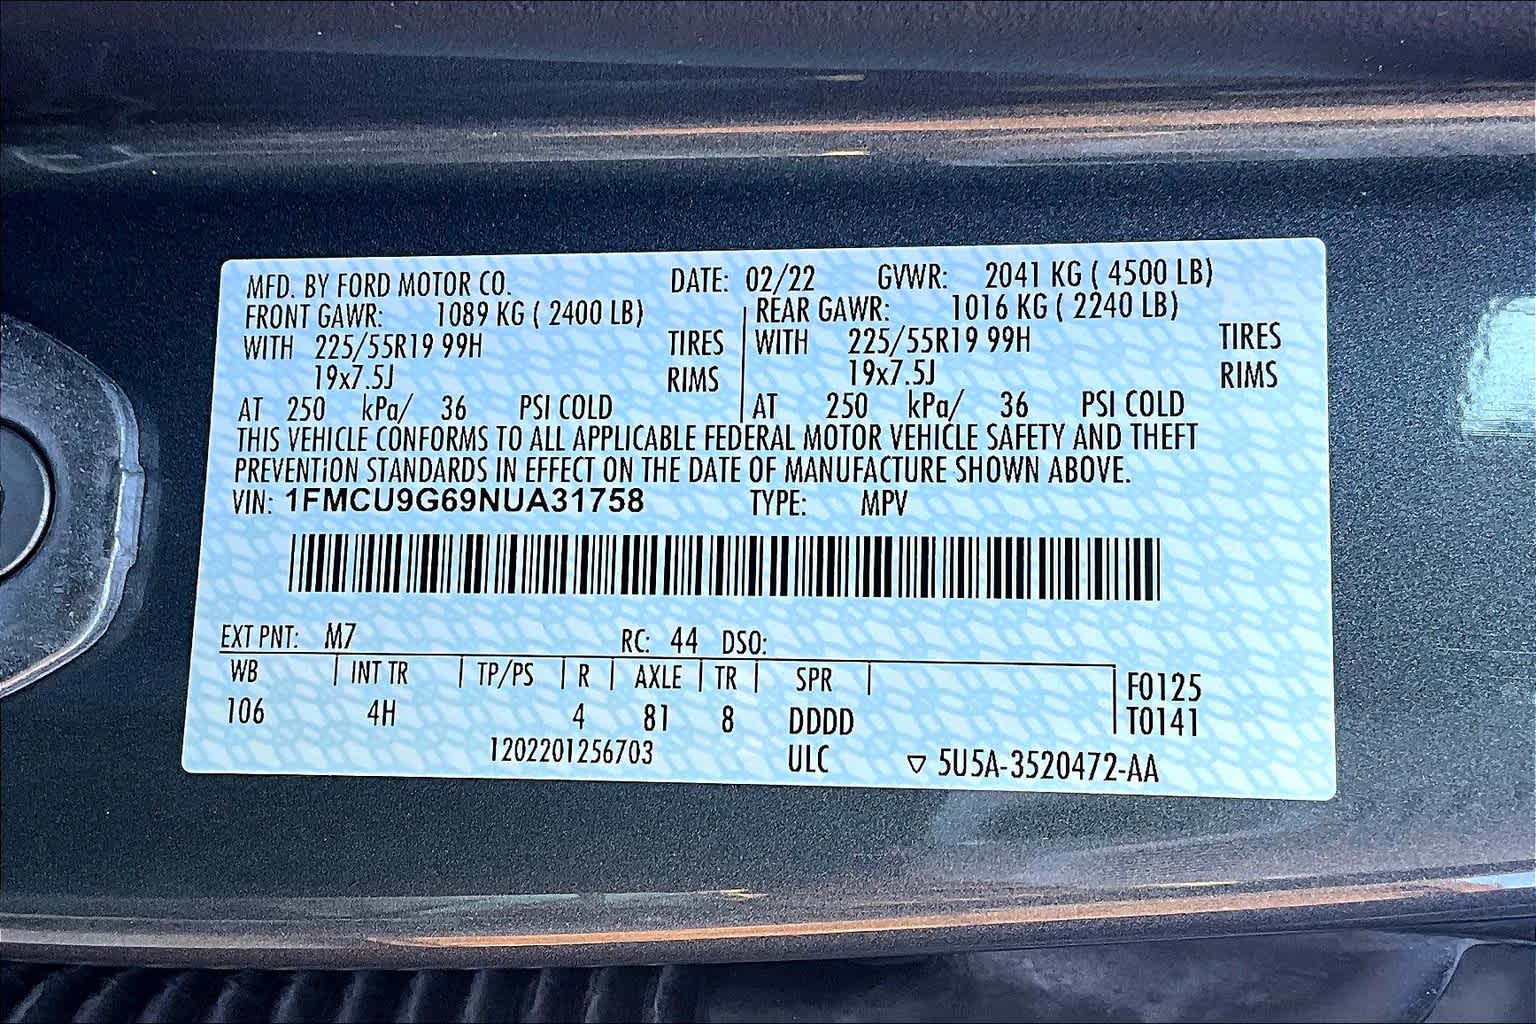 MFD. BY FORD MOTOR CO. DATE: 02/22 GVWR: 2041 KG ( 4500 LB)
FRONT GAWR: 1089 KG ( 2400 LB) REAR GAWR: 1016 KG ( 2240 LB)
WITH 225/55R19 99H TIRES WITH 225/55R19 99H TIRES
19x7.5J RIMS 19x7.5J RIMS
AT 250 kPa/ 36 PSI COLD AT 250 kPa/ 36 PSI COLD
THIS VEHICLE CONFORMS TO ALL APPLICABLE FEDERAL MOTOR VEHICLE SAFETY AND THEFT
PREVENTION STANDARDS IN EFFECT ON THE DATE OF MANUFACTURE SHOWN ABOVE.
VIN: 1FMCU9G69NUA31758 TYPE: MPV
EXT PNT: M7 RC: 44 DSO:
WB INT TR TP/PS R AXLE TR SPR F0125
106 4H 4 81 8 DDDD T0141
1202201256703 ULC ▽ 5U5A-3520472-AA